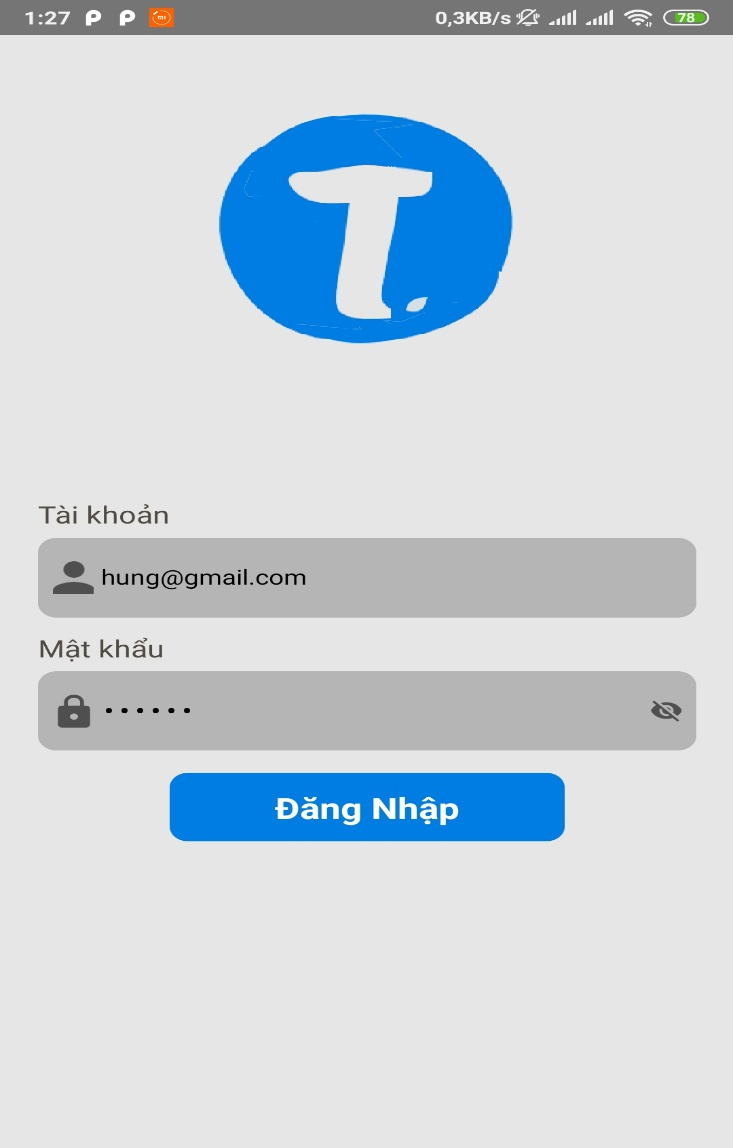 1:27 0,3KB/s 78
T.
Tài khoản
hung@gmail.com
Mật khẩu
Đăng Nhập